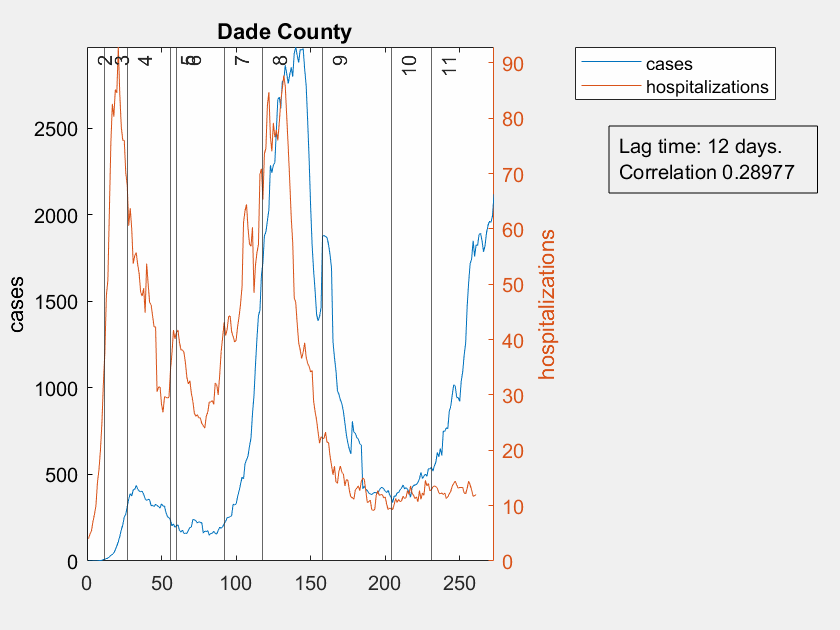 Dade County
cases
hospitalizations
Lag time: 12 days.
Correlation 0.28977
2 3 4 5 6 7 8 9 10 11
2500
2000
1500
1000
500
0
90
80
70
60
50
40
30
20
10
0
cases
hospitalizations
0 50 100 150 200 250